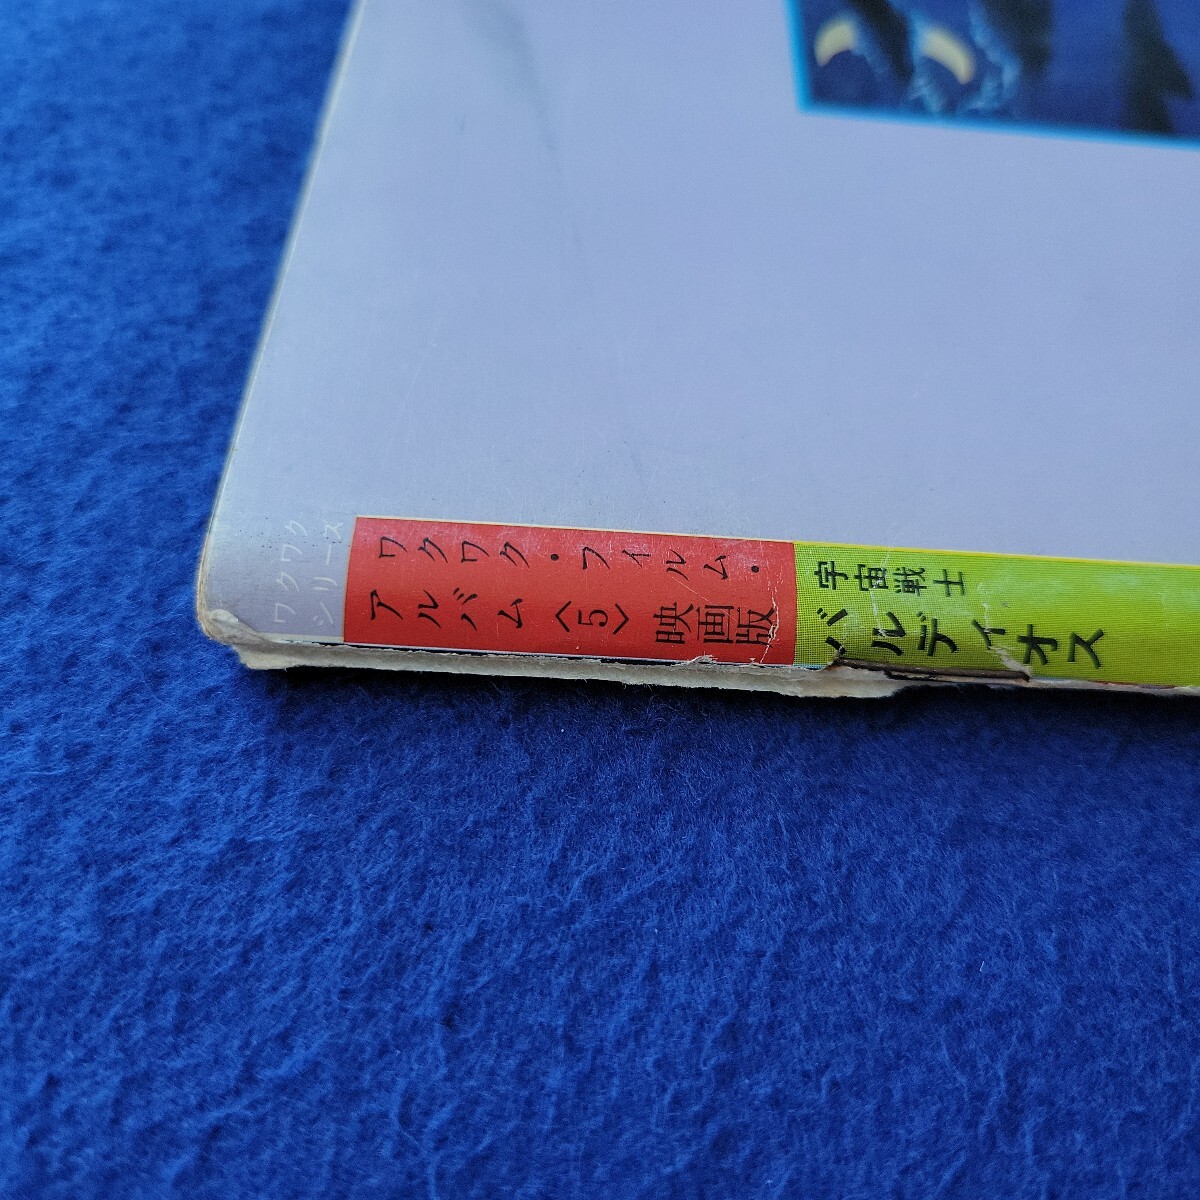 ワクワク
シリーズ
ワクワク・フィルム・
アルバム〈5〉映画版
宇宙戦士
バルディオス